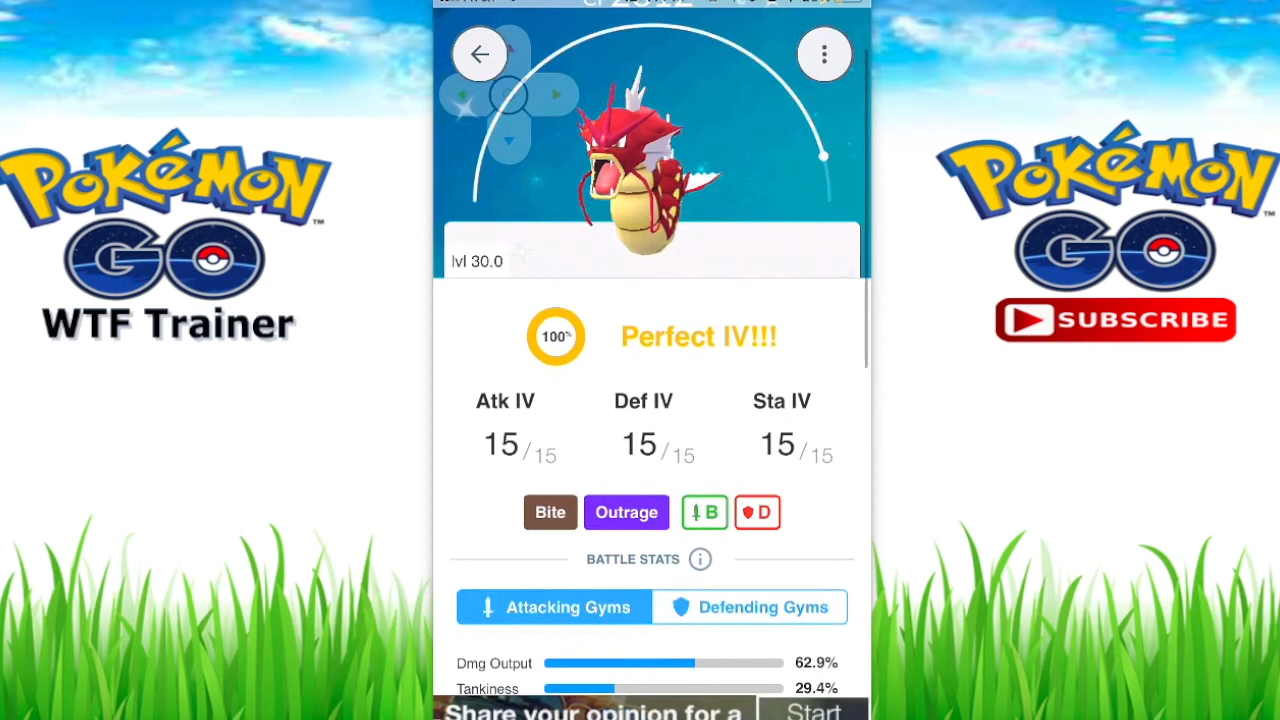 lvl 30.0
POKÉMON
GO
WTF Trainer
POKÉMON
GO
SUBSCRIBE
100%
Perfect IV!!!
Atk IV Def IV Sta IV
15/15 15/15 15/15
Bite Outrage B D
BATTLE STATS i
Attacking Gyms Defending Gyms
Dmg Output 62.9%
Tankiness 29.4%
Share your opinion for a Start